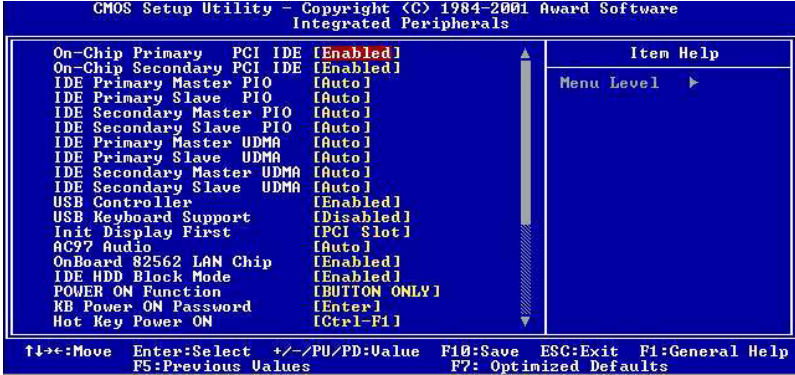 CMOS Setup Utility - Copyright (C) 1984-2001 Award Software
Integrated Peripherals
On-Chip Primary PCI IDE [Enabled]
On-Chip Secondary PCI IDE [Enabled]
IDE Primary Master PIO [Auto]
IDE Primary Slave PIO [Auto]
IDE Secondary Master PIO [Auto]
IDE Secondary Slave PIO [Auto]
IDE Primary Master UDMA [Auto]
IDE Primary Slave UDMA [Auto]
IDE Secondary Master UDMA [Auto]
IDE Secondary Slave UDMA [Auto]
USB Controller [Enabled]
USB Keyboard Support [Disabled]
Init Display First [PCI Slot]
AC97 Audio [Auto]
OnBoard 82562 LAN Chip [Enabled]
IDE HDD Block Mode [Enabled]
POWER ON Function [BUTTON ONLY]
KB Power ON Password [Enter]
Hot Key Power ON [Ctrl-F1]
Item Help
Menu Level ▶
↑↓→←:Move Enter:Select +/-/PU/PD:Value F10:Save ESC:Exit F1:General Help
F5:Previous Values F7: Optimized Defaults